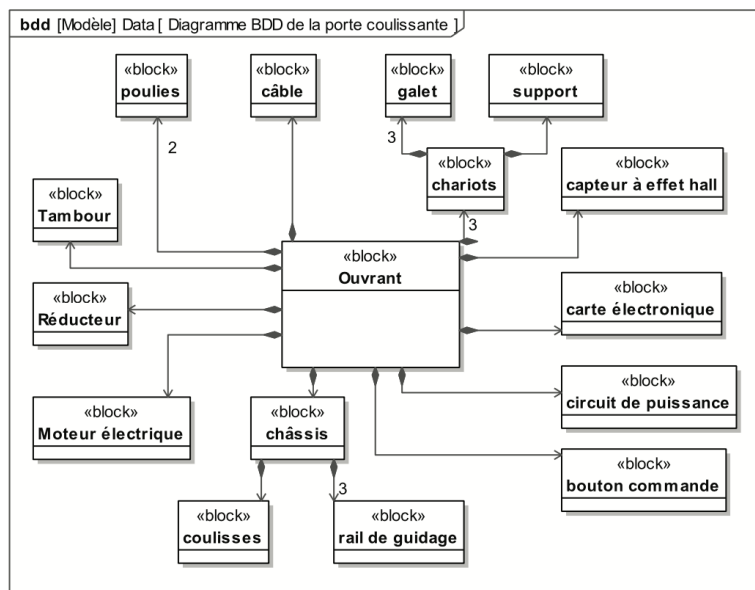 bdd [Modèle] Data [ Diagramme BDD de la porte coulissante ]
«block»
poulies
«block»
câble
«block»
galet
«block»
support
2
3
«block»
chariots
«block»
capteur à effet hall
«block»
Tambour
3
«block»
Ouvrant
«block»
Réducteur
«block»
carte électronique
«block»
Moteur électrique
«block»
châssis
«block»
circuit de puissance
«block»
bouton commande
3
«block»
coulisses
«block»
rail de guidage